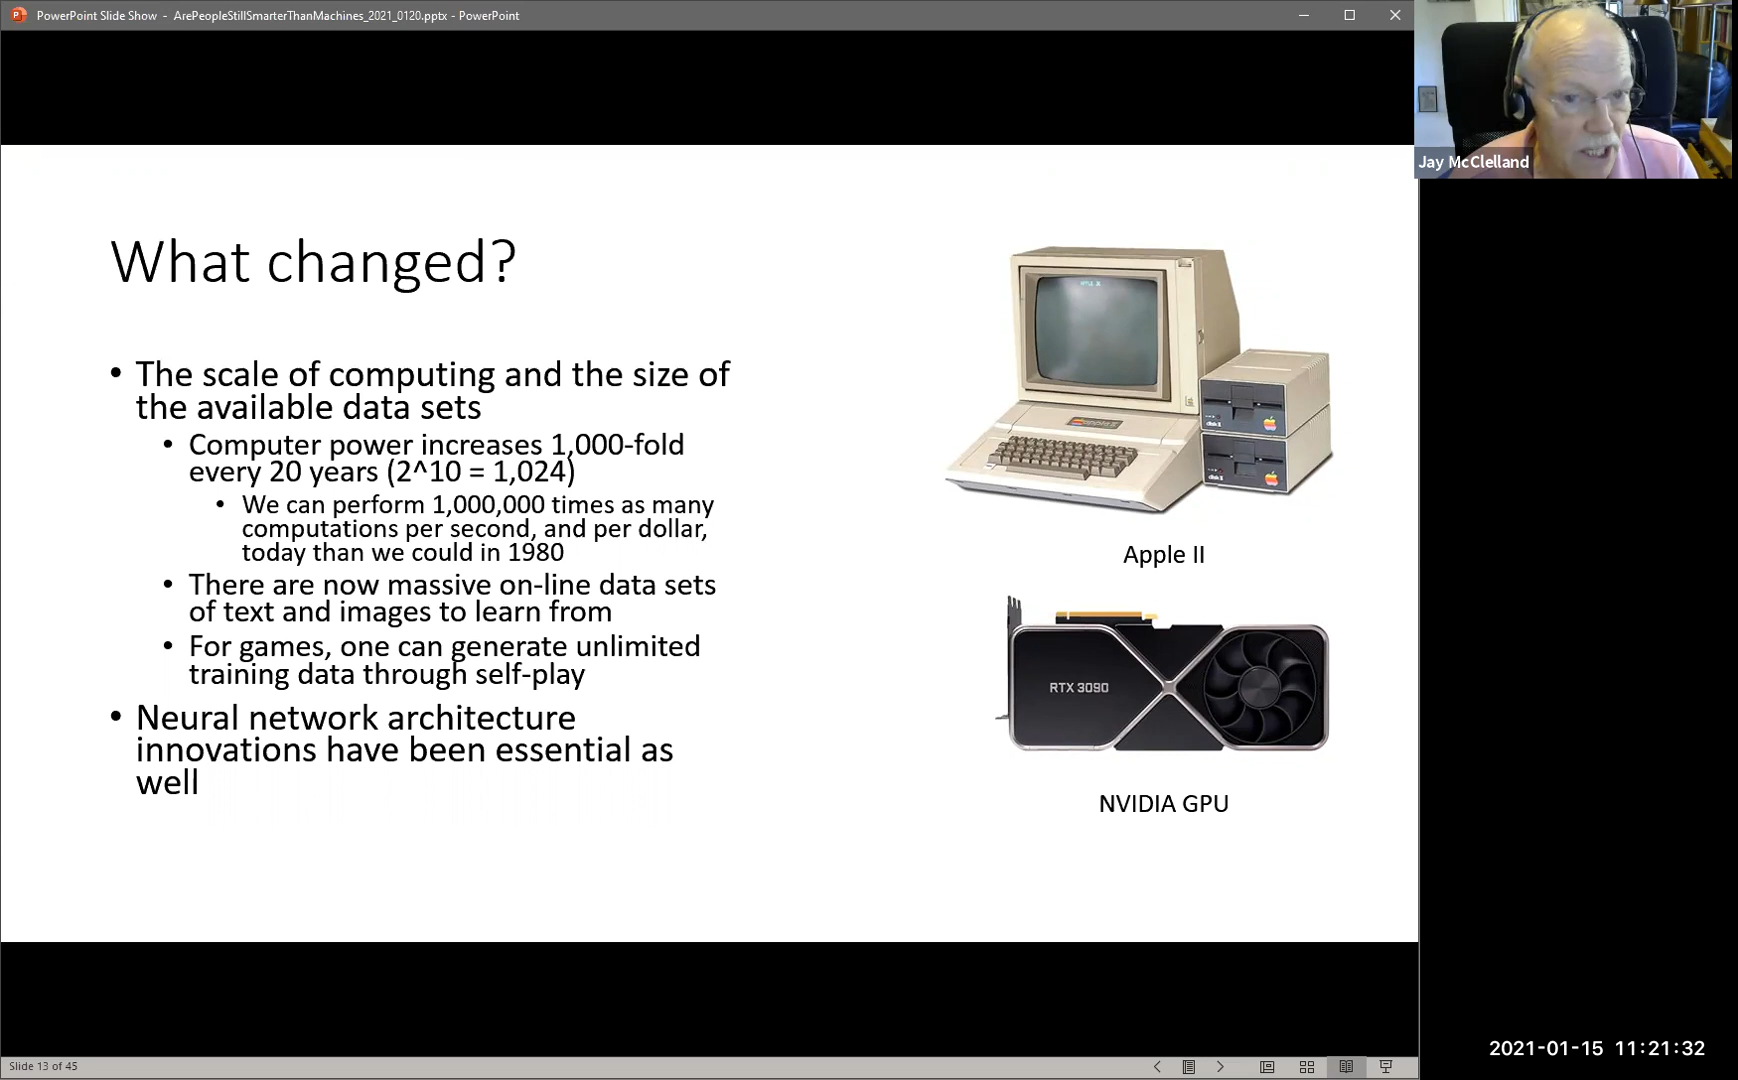 PowerPoint Slide Show - ArePeopleStillSmarterThanMachines_2021_0120.pptx - PowerPoint
Jay McClelland
What changed?
• The scale of computing and the size of
the available data sets
• Computer power increases 1,000-fold
every 20 years (2^10 = 1,024)
• We can perform 1,000,000 times as many
computations per second, and per dollar,
today than we could in 1980
• There are now massive on-line data sets
of text and images to learn from
• For games, one can generate unlimited
training data through self-play
• Neural network architecture
innovations have been essential as
well
Apple II
RTX 3090
NVIDIA GPU
2021-01-15 11:21:32
Slide 13 of 45